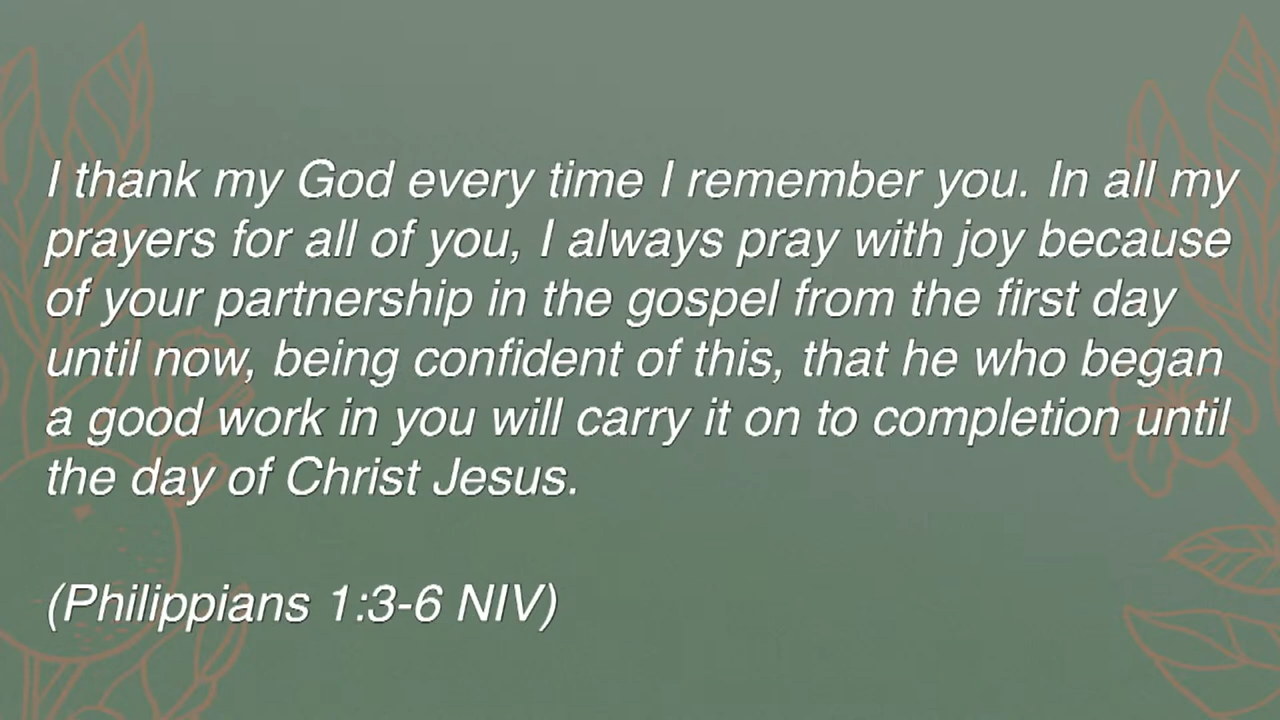 I thank my God every time I remember you. In all my
prayers for all of you, I always pray with joy because
of your partnership in the gospel from the first day
until now, being confident of this, that he who began
a good work in you will carry it on to completion until
the day of Christ Jesus.
(Philippians 1:3-6 NIV)